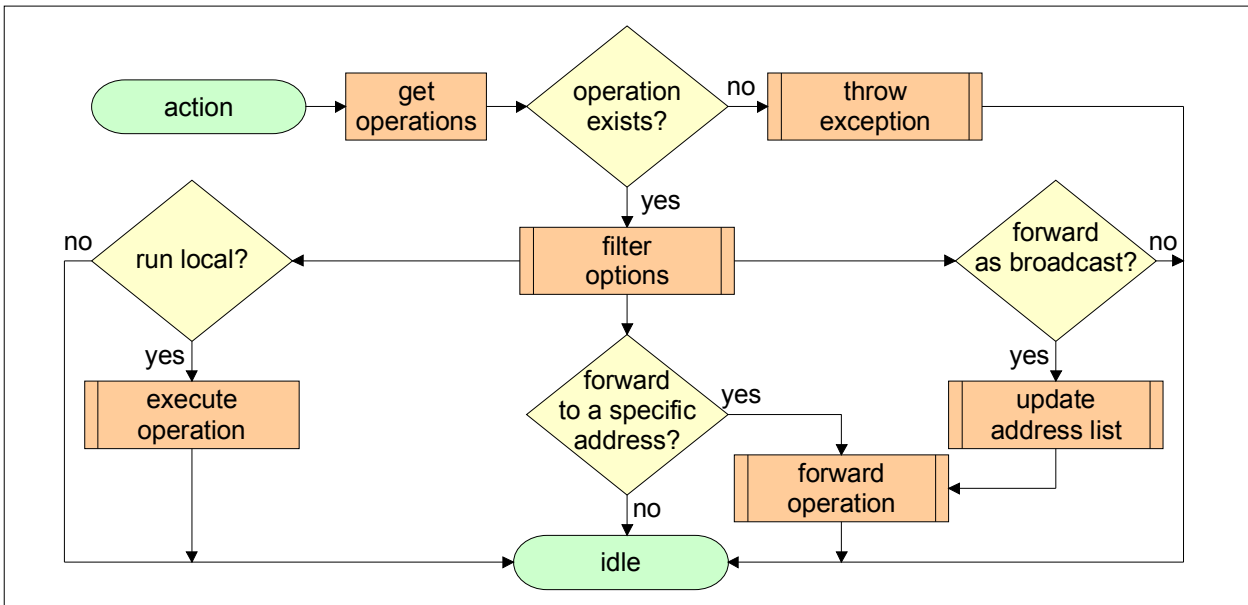 action
get
operations
operation
exists?
no
throw
exception
yes
no
run local?
filter
options
forward
as broadcast?
no
yes
execute
operation
forward
to a specific
address?
yes
yes
update
address list
forward
operation
no
idle